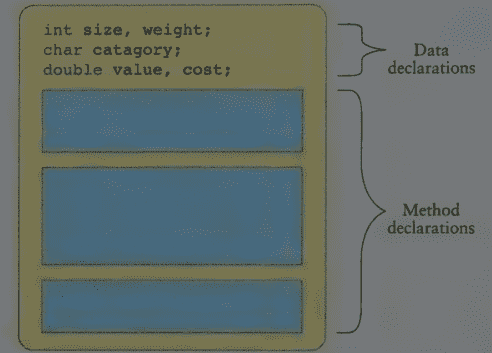 int size, weight;
char catagory;
double value, cost;
Data
declarations
Method
declarations